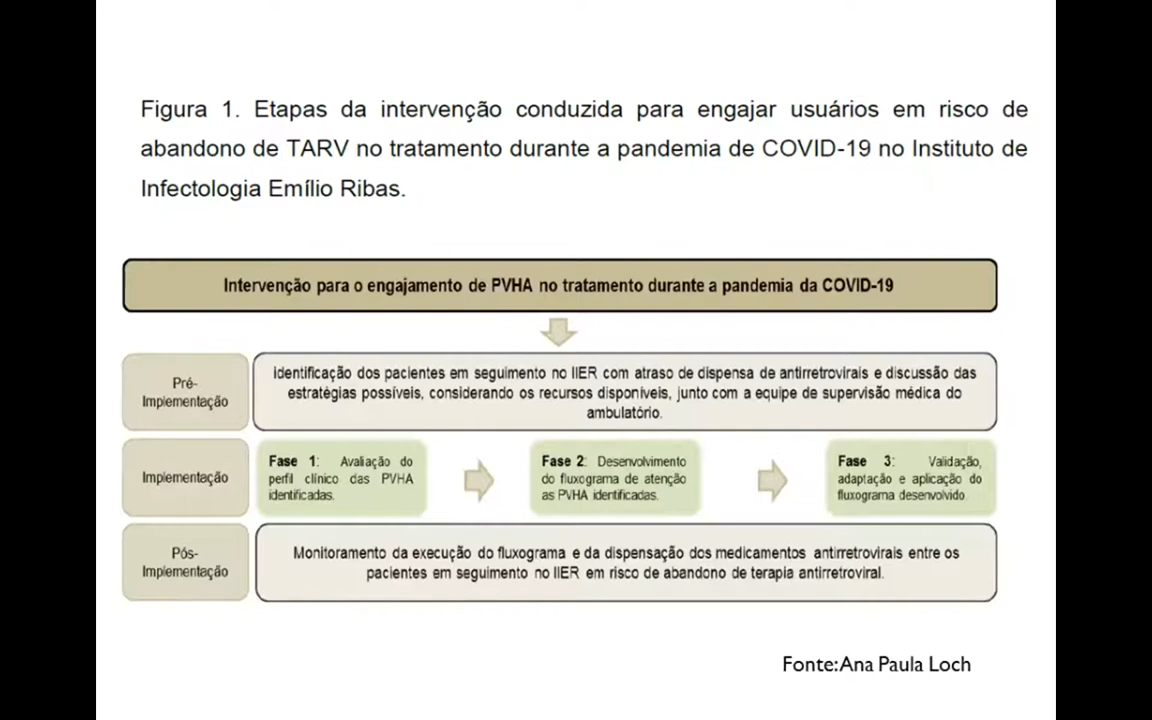 Figura 1. Etapas da intervenção conduzida para engajar usuários em risco de
abandono de TARV no tratamento durante a pandemia de COVID-19 no Instituto de
Infectologia Emílio Ribas.
Intervenção para o engajamento de PVHA no tratamento durante a pandemia da COVID-19
Pré-
Implementação
Identificação dos pacientes em seguimento no IIER com atraso de dispensa de antirretrovirais e discussão das
estratégias possíveis, considerando os recursos disponíveis, junto com a equipe de supervisão médica do
ambulatório.
Implementação
Fase 1: Avaliação do
perfil clínico das PVHA
identificadas.
Fase 2: Desenvolvimento
do fluxograma de atenção
as PVHA identificadas.
Fase 3: Validação,
adaptação e aplicação do
fluxograma desenvolvido.
Pós-
Implementação
Monitoramento da execução do fluxograma e da dispensação dos medicamentos antirretrovirais entre os
pacientes em seguimento no IIER em risco de abandono de terapia antirretroviral.
Fonte:Ana Paula Loch